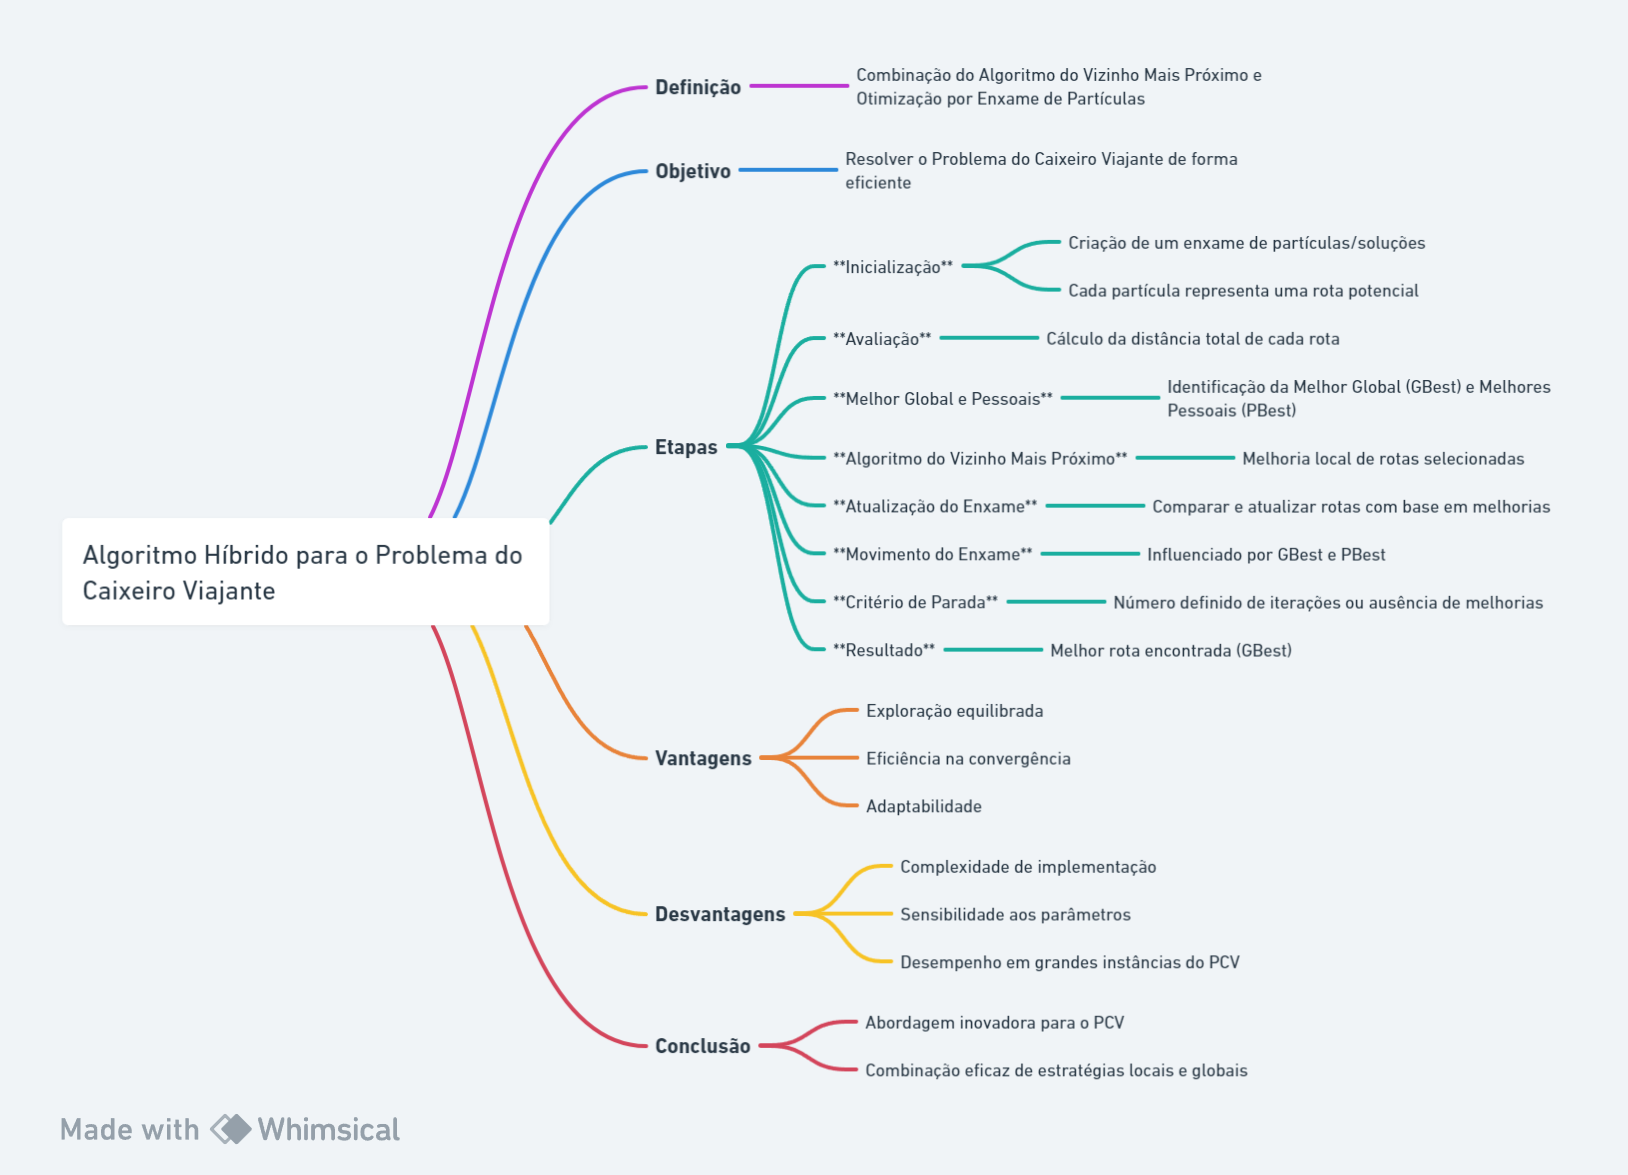 Definição
Combinação do Algoritmo do Vizinho Mais Próximo e
Otimização por Enxame de Partículas
Objetivo
Resolver o Problema do Caixeiro Viajante de forma
eficiente
Etapas
**Inicialização**
Criação de um enxame de partículas/soluções
Cada partícula representa uma rota potencial
**Avaliação**
Cálculo da distância total de cada rota
**Melhor Global e Pessoais**
Identificação da Melhor Global (GBest) e Melhores
Pessoais (PBest)
**Algoritmo do Vizinho Mais Próximo**
Melhoria local de rotas selecionadas
**Atualização do Enxame**
Comparar e atualizar rotas com base em melhorias
**Movimento do Enxame**
Influenciado por GBest e PBest
**Critério de Parada**
Número definido de iterações ou ausência de melhorias
**Resultado**
Melhor rota encontrada (GBest)
Algoritmo Híbrido para o Problema do
Caixeiro Viajante
Vantagens
Exploração equilibrada
Eficiência na convergência
Adaptabilidade
Desvantagens
Complexidade de implementação
Sensibilidade aos parâmetros
Desempenho em grandes instâncias do PCV
Conclusão
Abordagem inovadora para o PCV
Combinação eficaz de estratégias locais e globais
Made with Whimsical